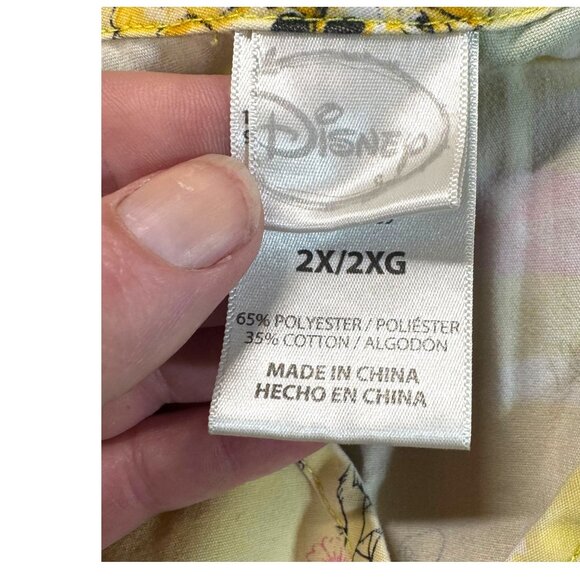 Disney
2X/2XG
65% POLYESTER / POLIÉSTER
35% COTTON / ALGODÓN
MADE IN CHINA
HECHO EN CHINA